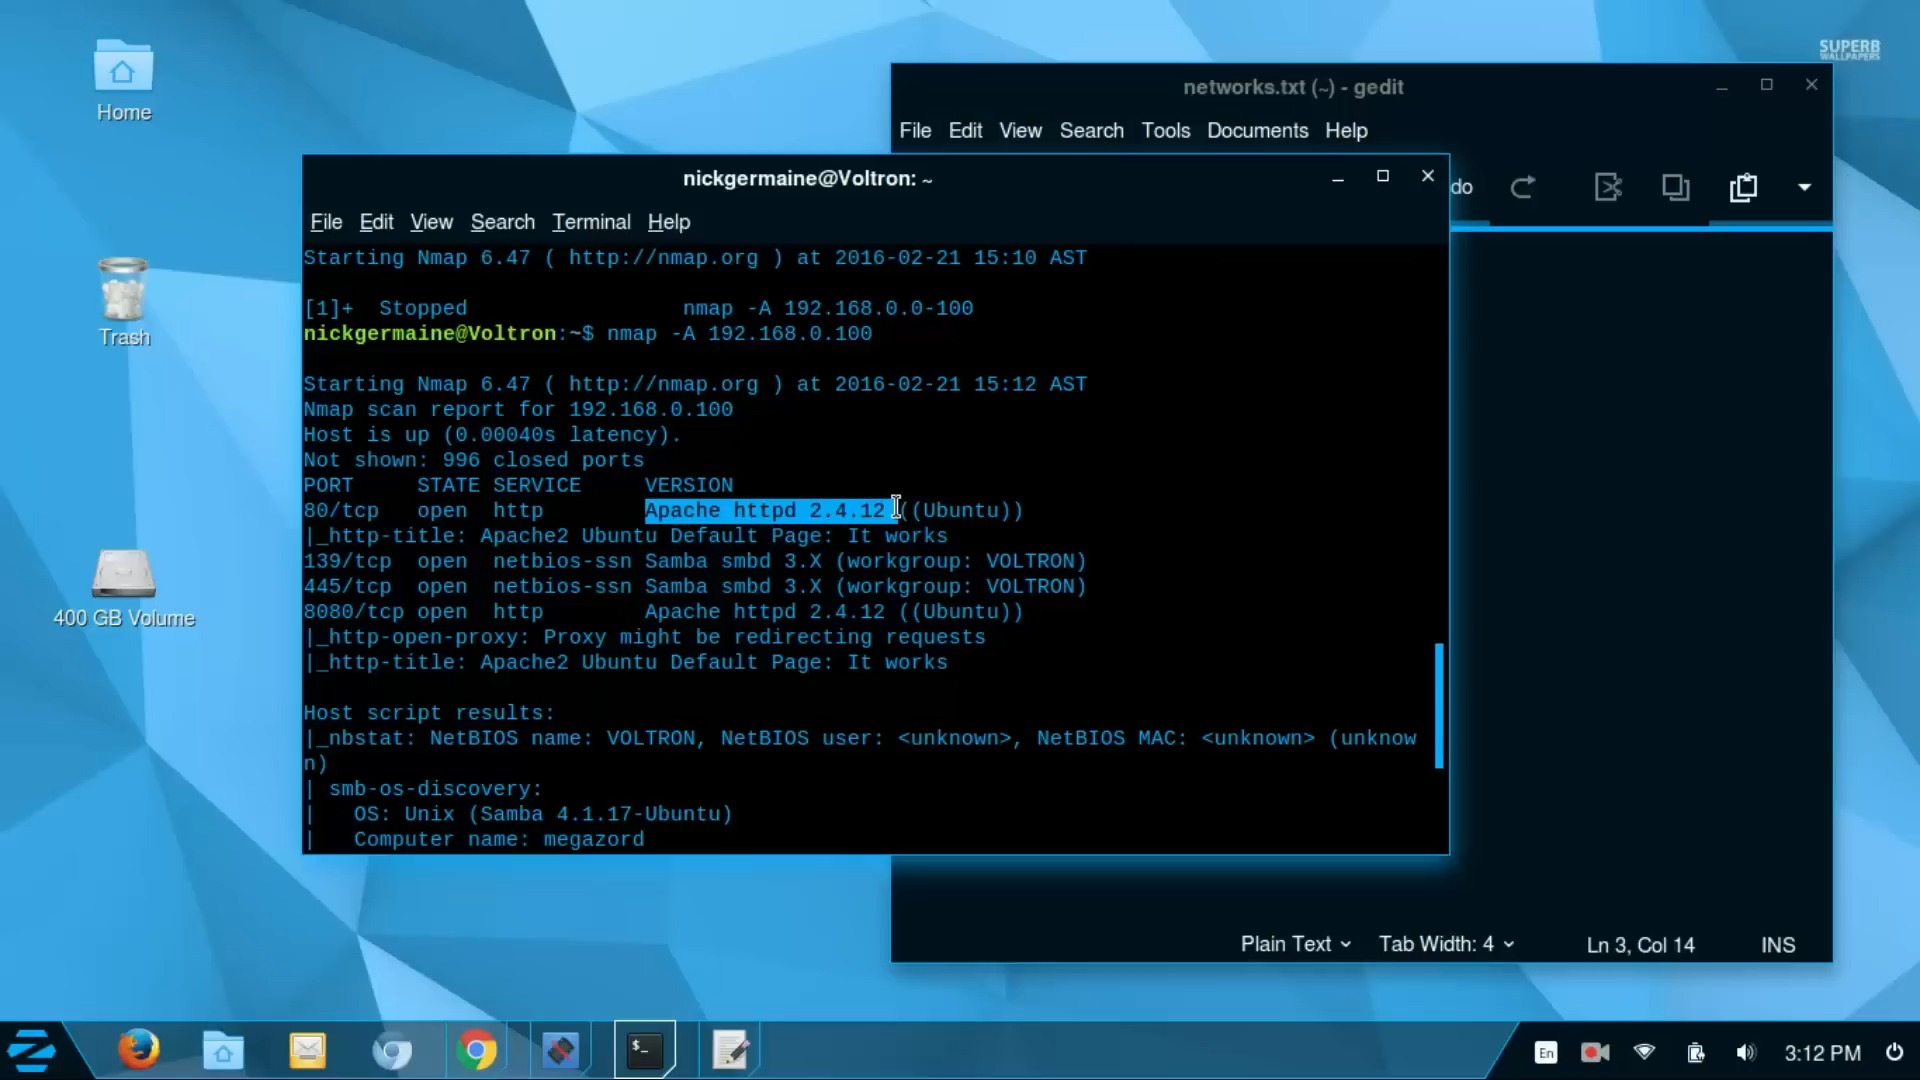 SUPERB
WALLPAPERS
Home
Trash
400 GB Volume
networks.txt (~) - gedit
File Edit View Search Tools Documents Help
do
nickgermaine@Voltron: ~
File Edit View Search Terminal Help
Starting Nmap 6.47 ( http://nmap.org ) at 2016-02-21 15:10 AST
[1]+  Stopped                 nmap -A 192.168.0.0-100
nickgermaine@Voltron:~$ nmap -A 192.168.0.100
Starting Nmap 6.47 ( http://nmap.org ) at 2016-02-21 15:12 AST
Nmap scan report for 192.168.0.100
Host is up (0.00040s latency).
Not shown: 996 closed ports
PORT     STATE SERVICE     VERSION
80/tcp   open  http        Apache httpd 2.4.12 ((Ubuntu))
|_http-title: Apache2 Ubuntu Default Page: It works
139/tcp  open  netbios-ssn Samba smbd 3.X (workgroup: VOLTRON)
445/tcp  open  netbios-ssn Samba smbd 3.X (workgroup: VOLTRON)
8080/tcp open  http        Apache httpd 2.4.12 ((Ubuntu))
|_http-open-proxy: Proxy might be redirecting requests
|_http-title: Apache2 Ubuntu Default Page: It works
Host script results:
|_nbstat: NetBIOS name: VOLTRON, NetBIOS user: <unknown>, NetBIOS MAC: <unknown> (unknow
n)
| smb-os-discovery:
|   OS: Unix (Samba 4.1.17-Ubuntu)
|   Computer name: megazord
Plain Text Tab Width: 4 Ln 3, Col 14 INS
$_
En
3:12 PM